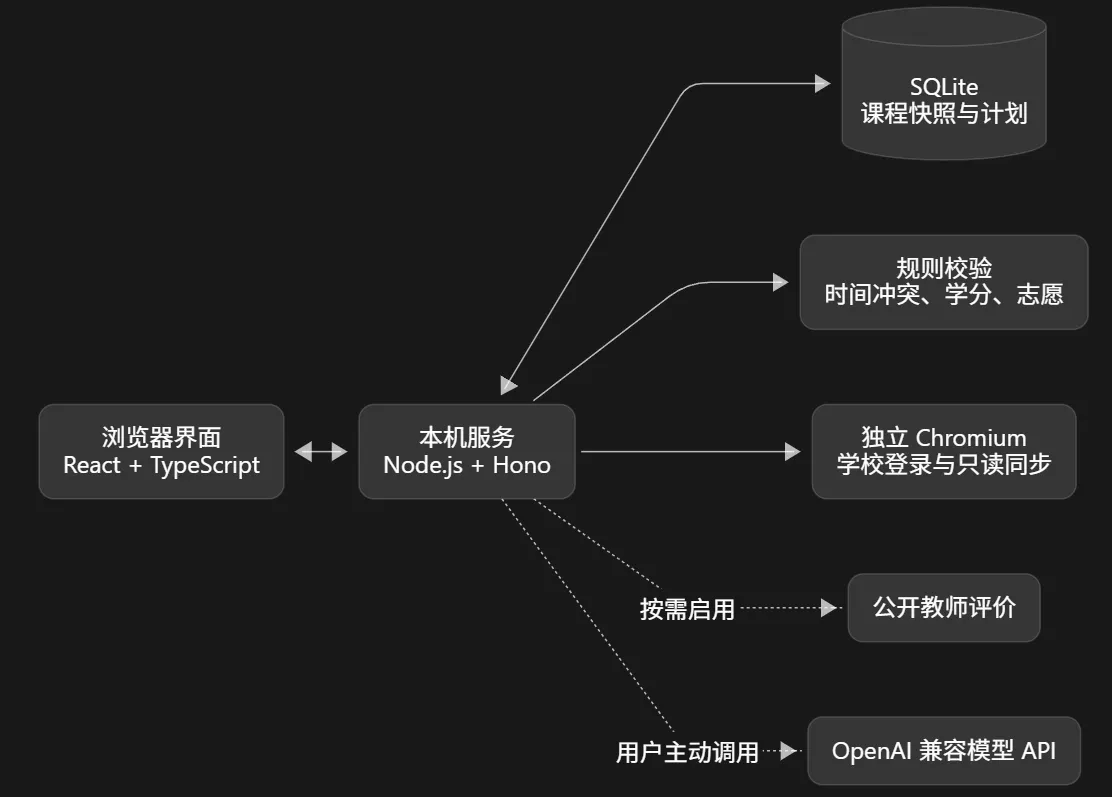 SQLite
课程快照与计划
规则校验
时间冲突、学分、志愿
浏览器界面
React + TypeScript
本机服务
Node.js + Hono
独立 Chromium
学校登录与只读同步
按需启用
公开教师评价
用户主动调用
OpenAI 兼容模型 API